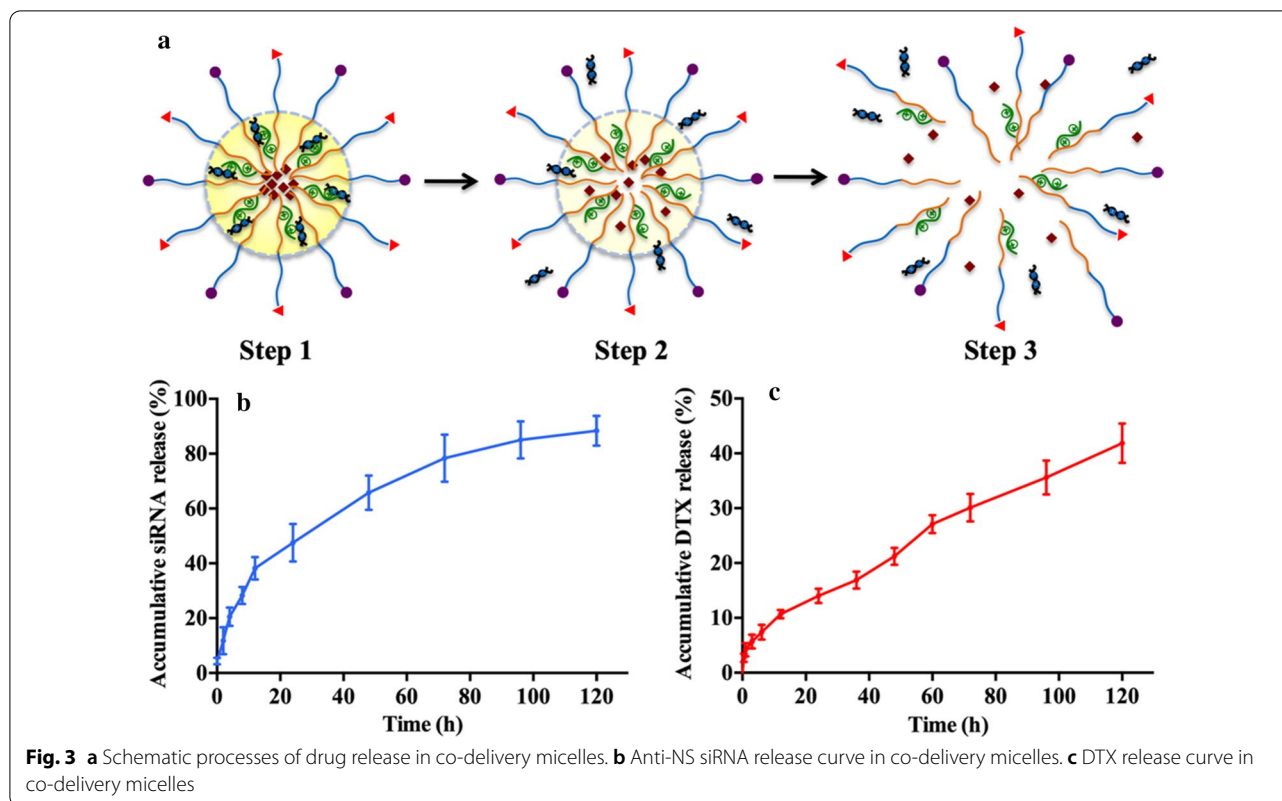 a
Step 1 Step 2 Step 3
b
Accumulative siRNA release (%)
100
80
60
40
20
0
0 20 40 60 80 100 120
Time (h)
c
Accumulative DTX release (%)
50
40
30
20
10
0
0 20 40 60 80 100 120
Time (h)
Fig. 3 a Schematic processes of drug release in co-delivery micelles. b Anti-NS siRNA release curve in co-delivery micelles. c DTX release curve in
co-delivery micelles